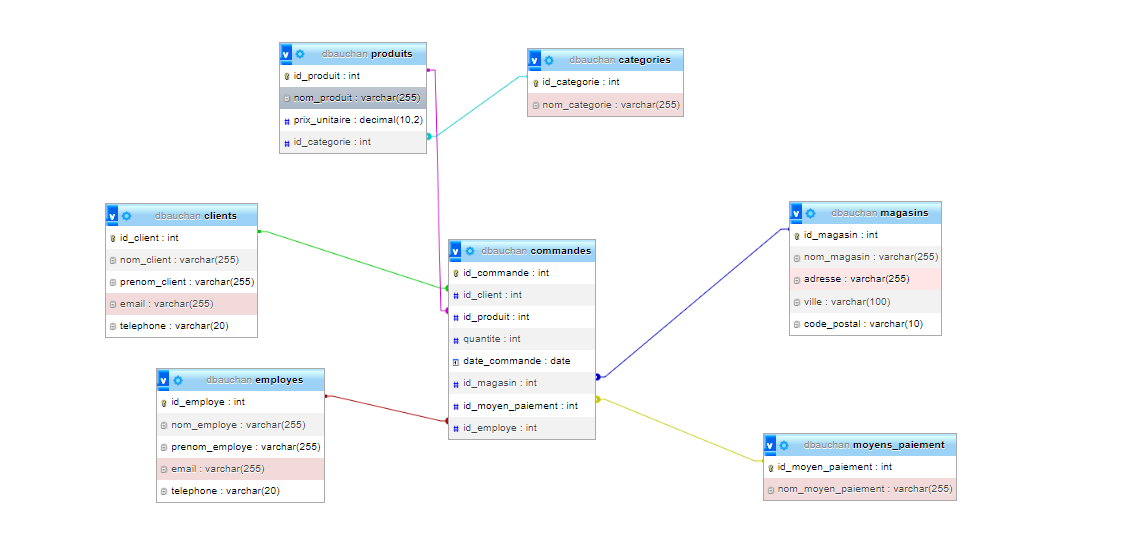 dbauchan produits
id_produit : int
nom_produit : varchar(255)
prix_unitaire : decimal(10,2)
id_categorie : int
dbauchan categories
id_categorie : int
nom_categorie : varchar(255)
dbauchan clients
id_client : int
nom_client : varchar(255)
prenom_client : varchar(255)
email : varchar(255)
telephone : varchar(20)
dbauchan commandes
id_commande : int
id_client : int
id_produit : int
quantite : int
date_commande : date
id_magasin : int
id_moyen_paiement : int
id_employe : int
dbauchan magasins
id_magasin : int
nom_magasin : varchar(255)
adresse : varchar(255)
ville : varchar(100)
code_postal : varchar(10)
dbauchan employes
id_employe : int
nom_employe : varchar(255)
prenom_employe : varchar(255)
email : varchar(255)
telephone : varchar(20)
dbauchan moyens_paiement
id_moyen_paiement : int
nom_moyen_paiement : varchar(255)